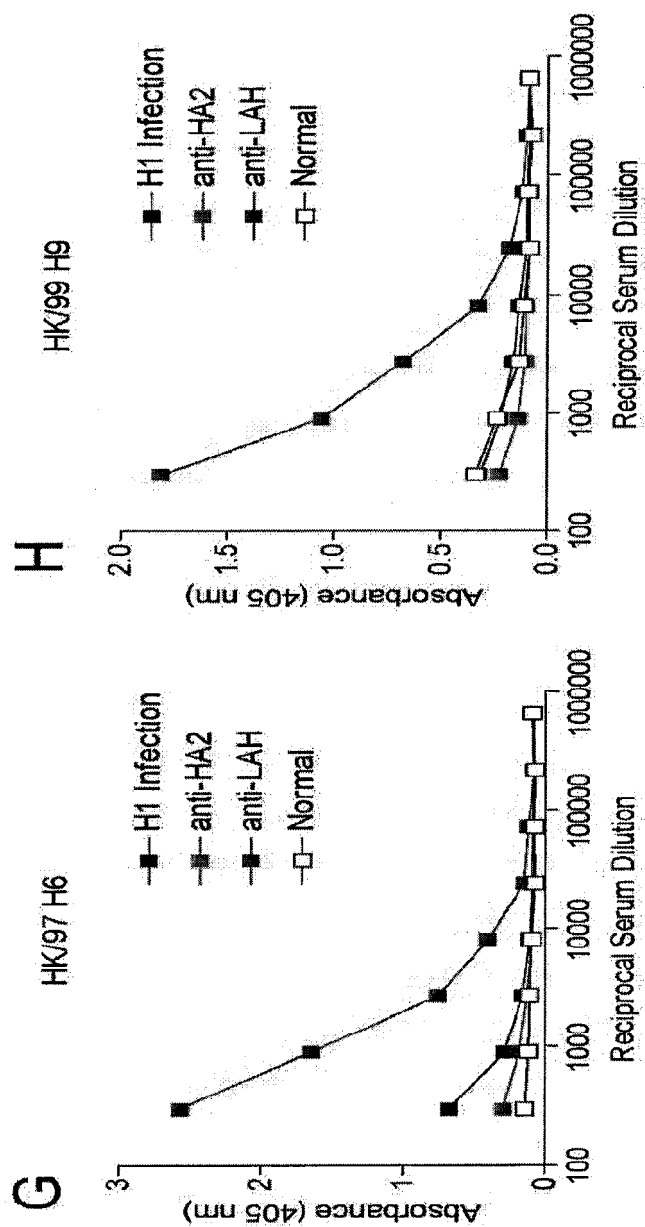 G
HK/97 H6
H1 Infection
anti-HA2
anti-LAH
Normal
Absorbance (405 nm)
3
2
1
0
100
1000
10000
100000
1000000
Reciprocal Serum Dilution
H
HK/99 H9
H1 Infection
anti-HA2
anti-LAH
Normal
Absorbance (405 nm)
2.0
1.5
1.0
0.5
0.0
100
1000
10000
100000
1000000
Reciprocal Serum Dilution